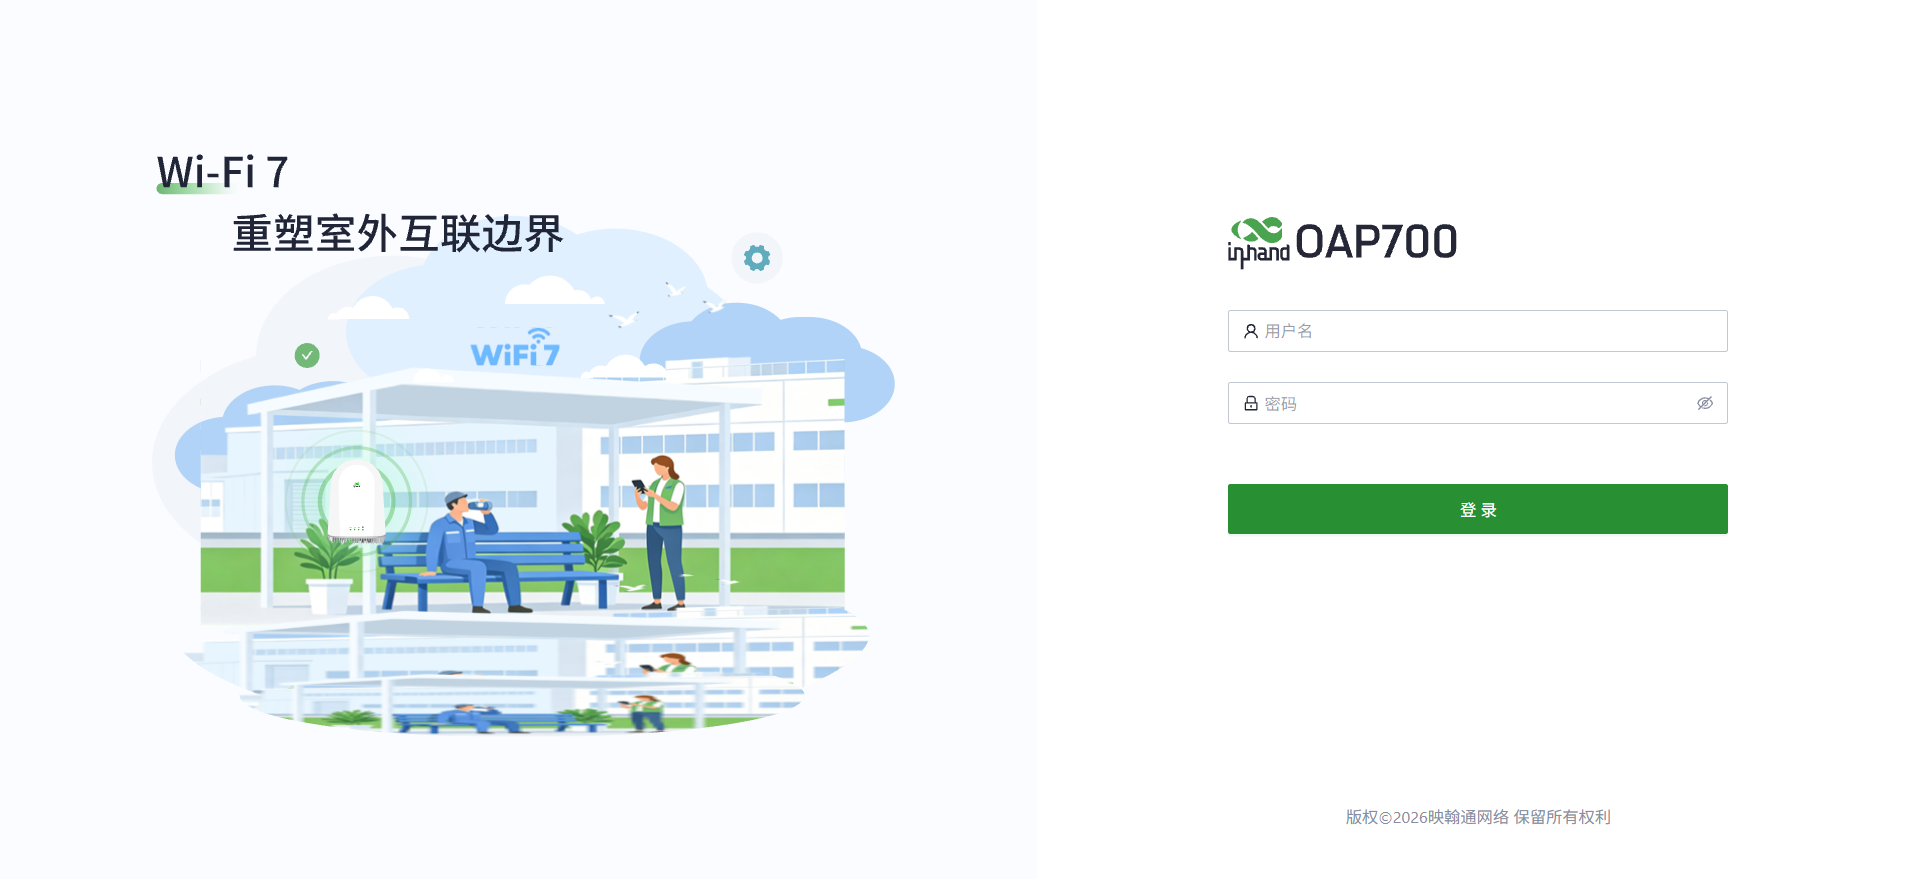 Wi-Fi 7
重塑室外互联边界
WiFi 7
inhand OAP700
用户名
密码
登 录
版权©2026映翰通网络 保留所有权利